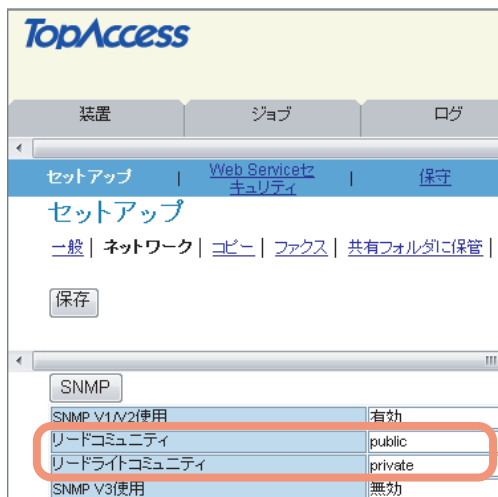 TopAccess
装置 ジョブ ログ
セットアップ | Web Serviceセキュリティ | 保守
セットアップ
一般 | ネットワーク | コピー | ファクス | 共有フォルダに保管 |
保存
SNMP
SNMP V1/V2使用 有効
リードコミュニティ public
リードライトコミュニティ private
SNMP V3使用 無効